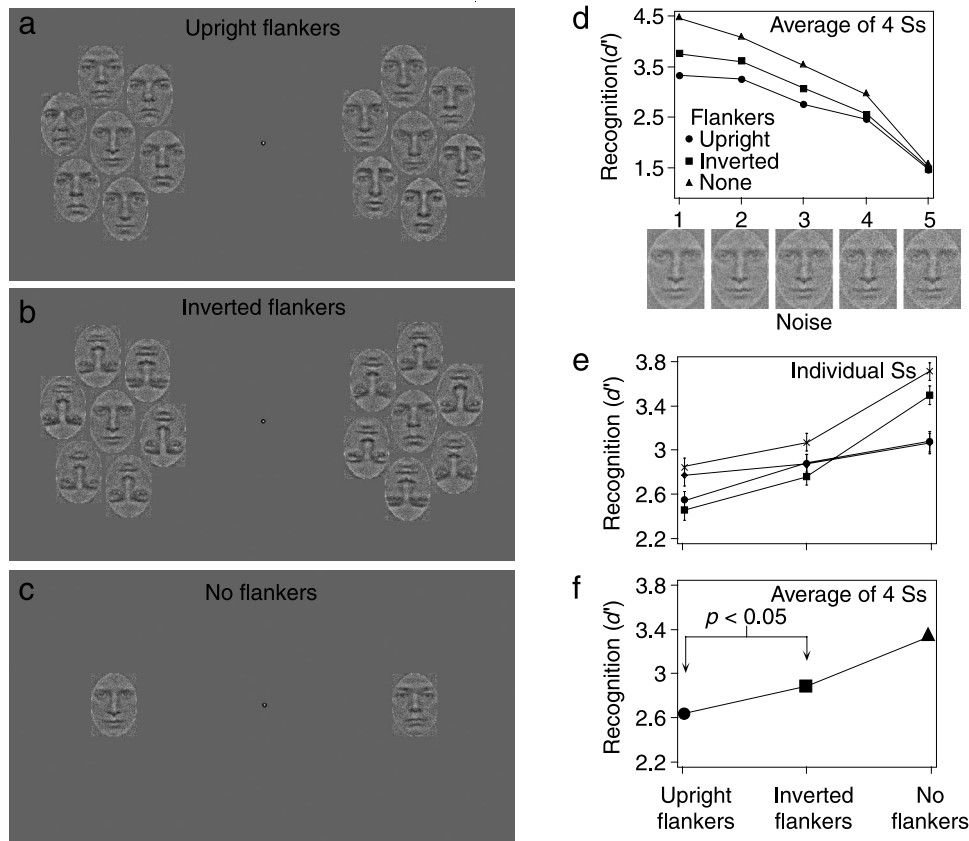 a
Upright flankers
b
Inverted flankers
c
No flankers
d
Average of 4 Ss
Recognition(d')
4.5
3.5
2.5
1.5
Flankers
Upright
Inverted
None
1 2 3 4 5
Noise
e
Individual Ss
Recognition (d')
3.8
3.4
3
2.6
2.2
f
Average of 4 Ss
p < 0.05
Recognition (d')
3.8
3.4
3
2.6
2.2
Upright Inverted No
flankers flankers flankers